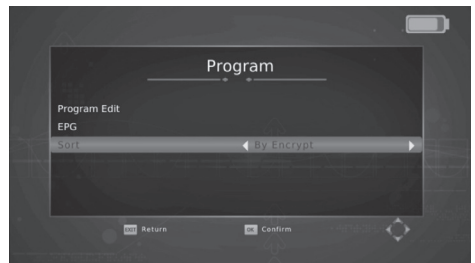 Program
Program Edit
EPG
Sort By Encrypt
EXIT Return OK Confirm